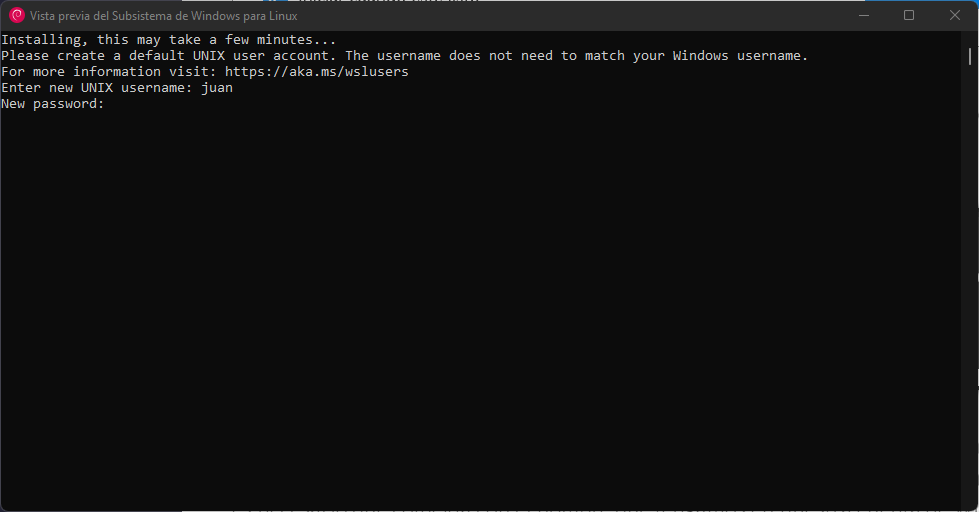 Vista previa del Subsistema de Windows para Linux
Installing, this may take a few minutes...
Please create a default UNIX user account. The username does not need to match your Windows username.
For more information visit: https://aka.ms/wslusers
Enter new UNIX username: juan
New password: